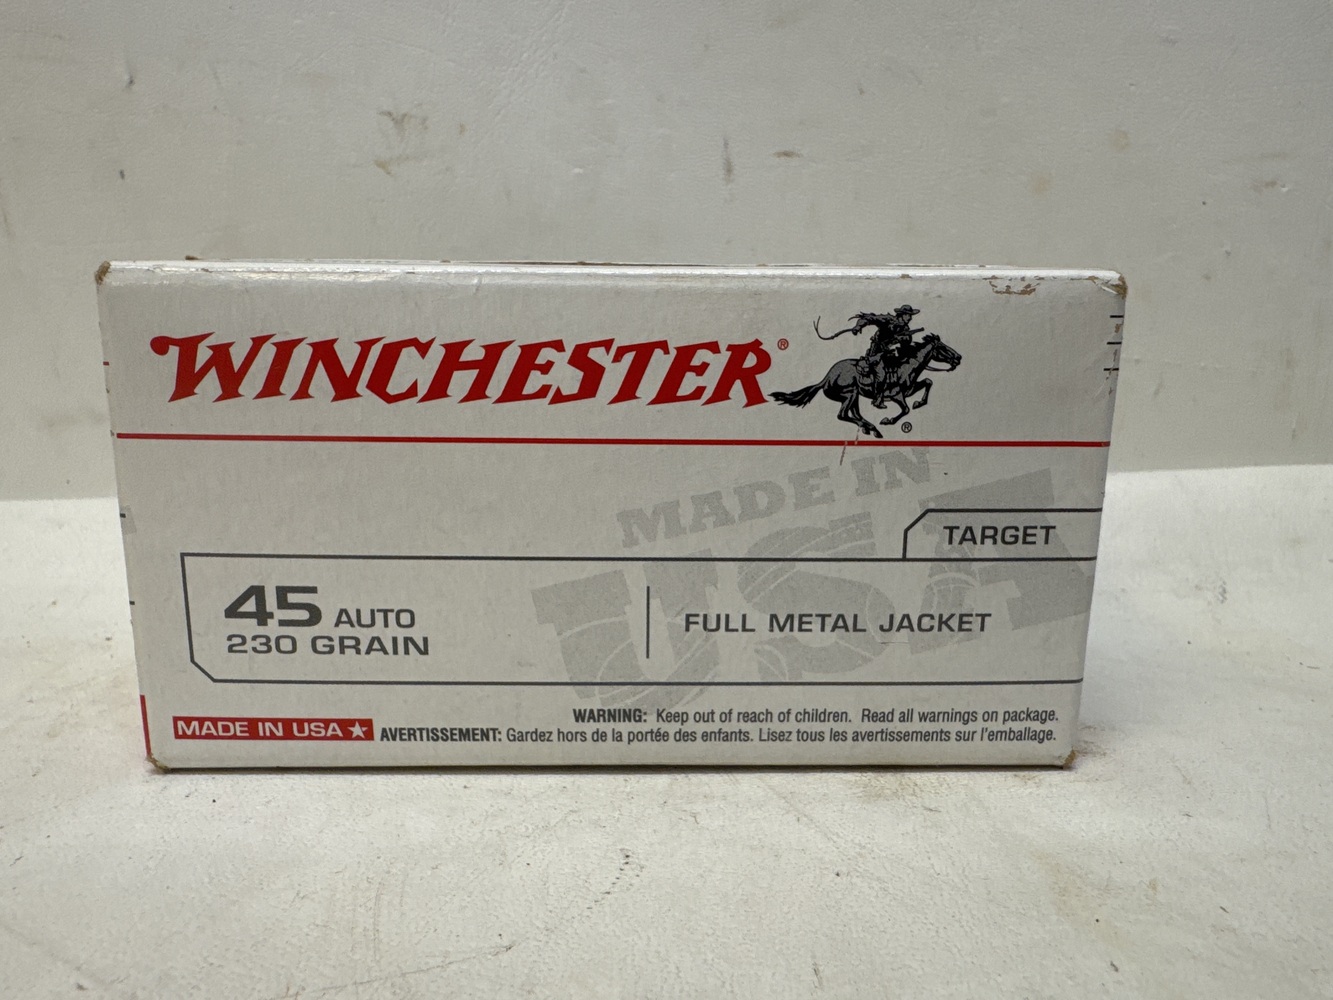 WINCHESTER®
®
MADE IN
USA
TARGET
45 AUTO
230 GRAIN
FULL METAL JACKET
MADE IN USA★
WARNING: Keep out of reach of children. Read all warnings on package.
AVERTISSEMENT: Gardez hors de la portée des enfants. Lisez tous les avertissements sur l'emballage.